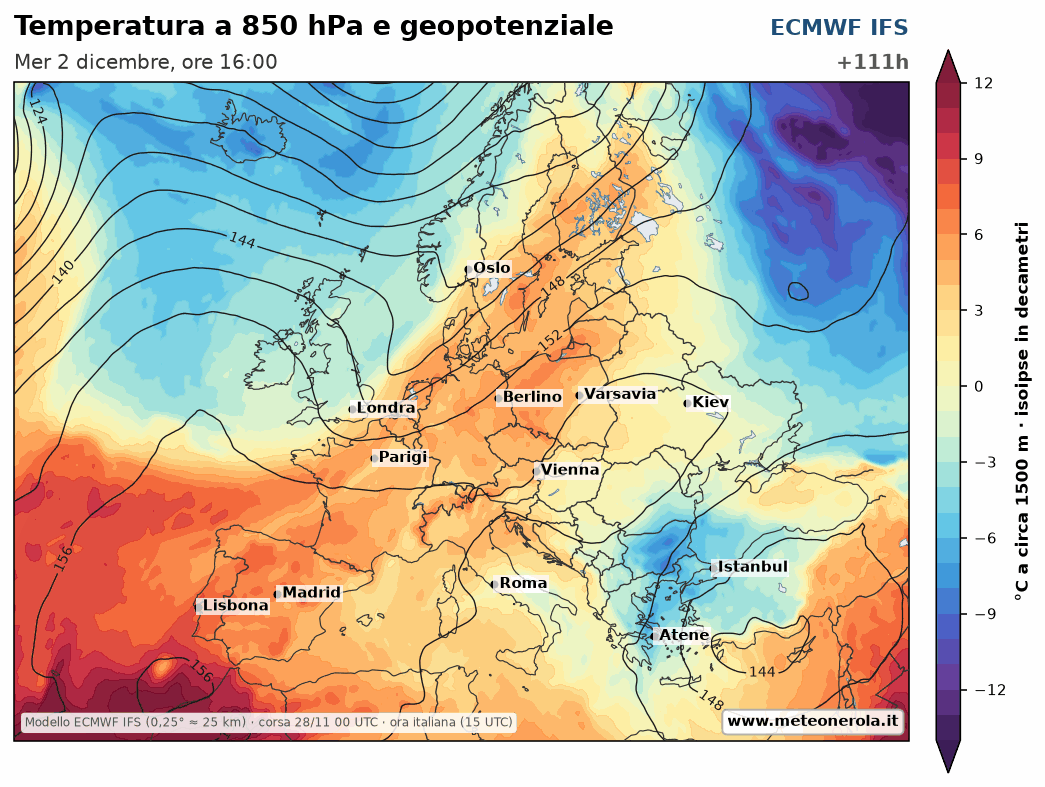 Temperatura a 850 hPa e geopotenziale
ECMWF IFS
Mer 2 dicembre, ore 16:00
+111h
124
144
140
148
152
156
156
144
148
Oslo
Londra
Berlino
Varsavia
Kiev
Parigi
Vienna
Roma
Istanbul
Madrid
Lisbona
Atene
12
9
6
3
0
−3
−6
−9
−12
°C a circa 1500 m · isoipse in decametri
Modello ECMWF IFS (0,25° ≈ 25 km) · corsa 28/11 00 UTC · ora italiana (15 UTC)
www.meteonerola.it